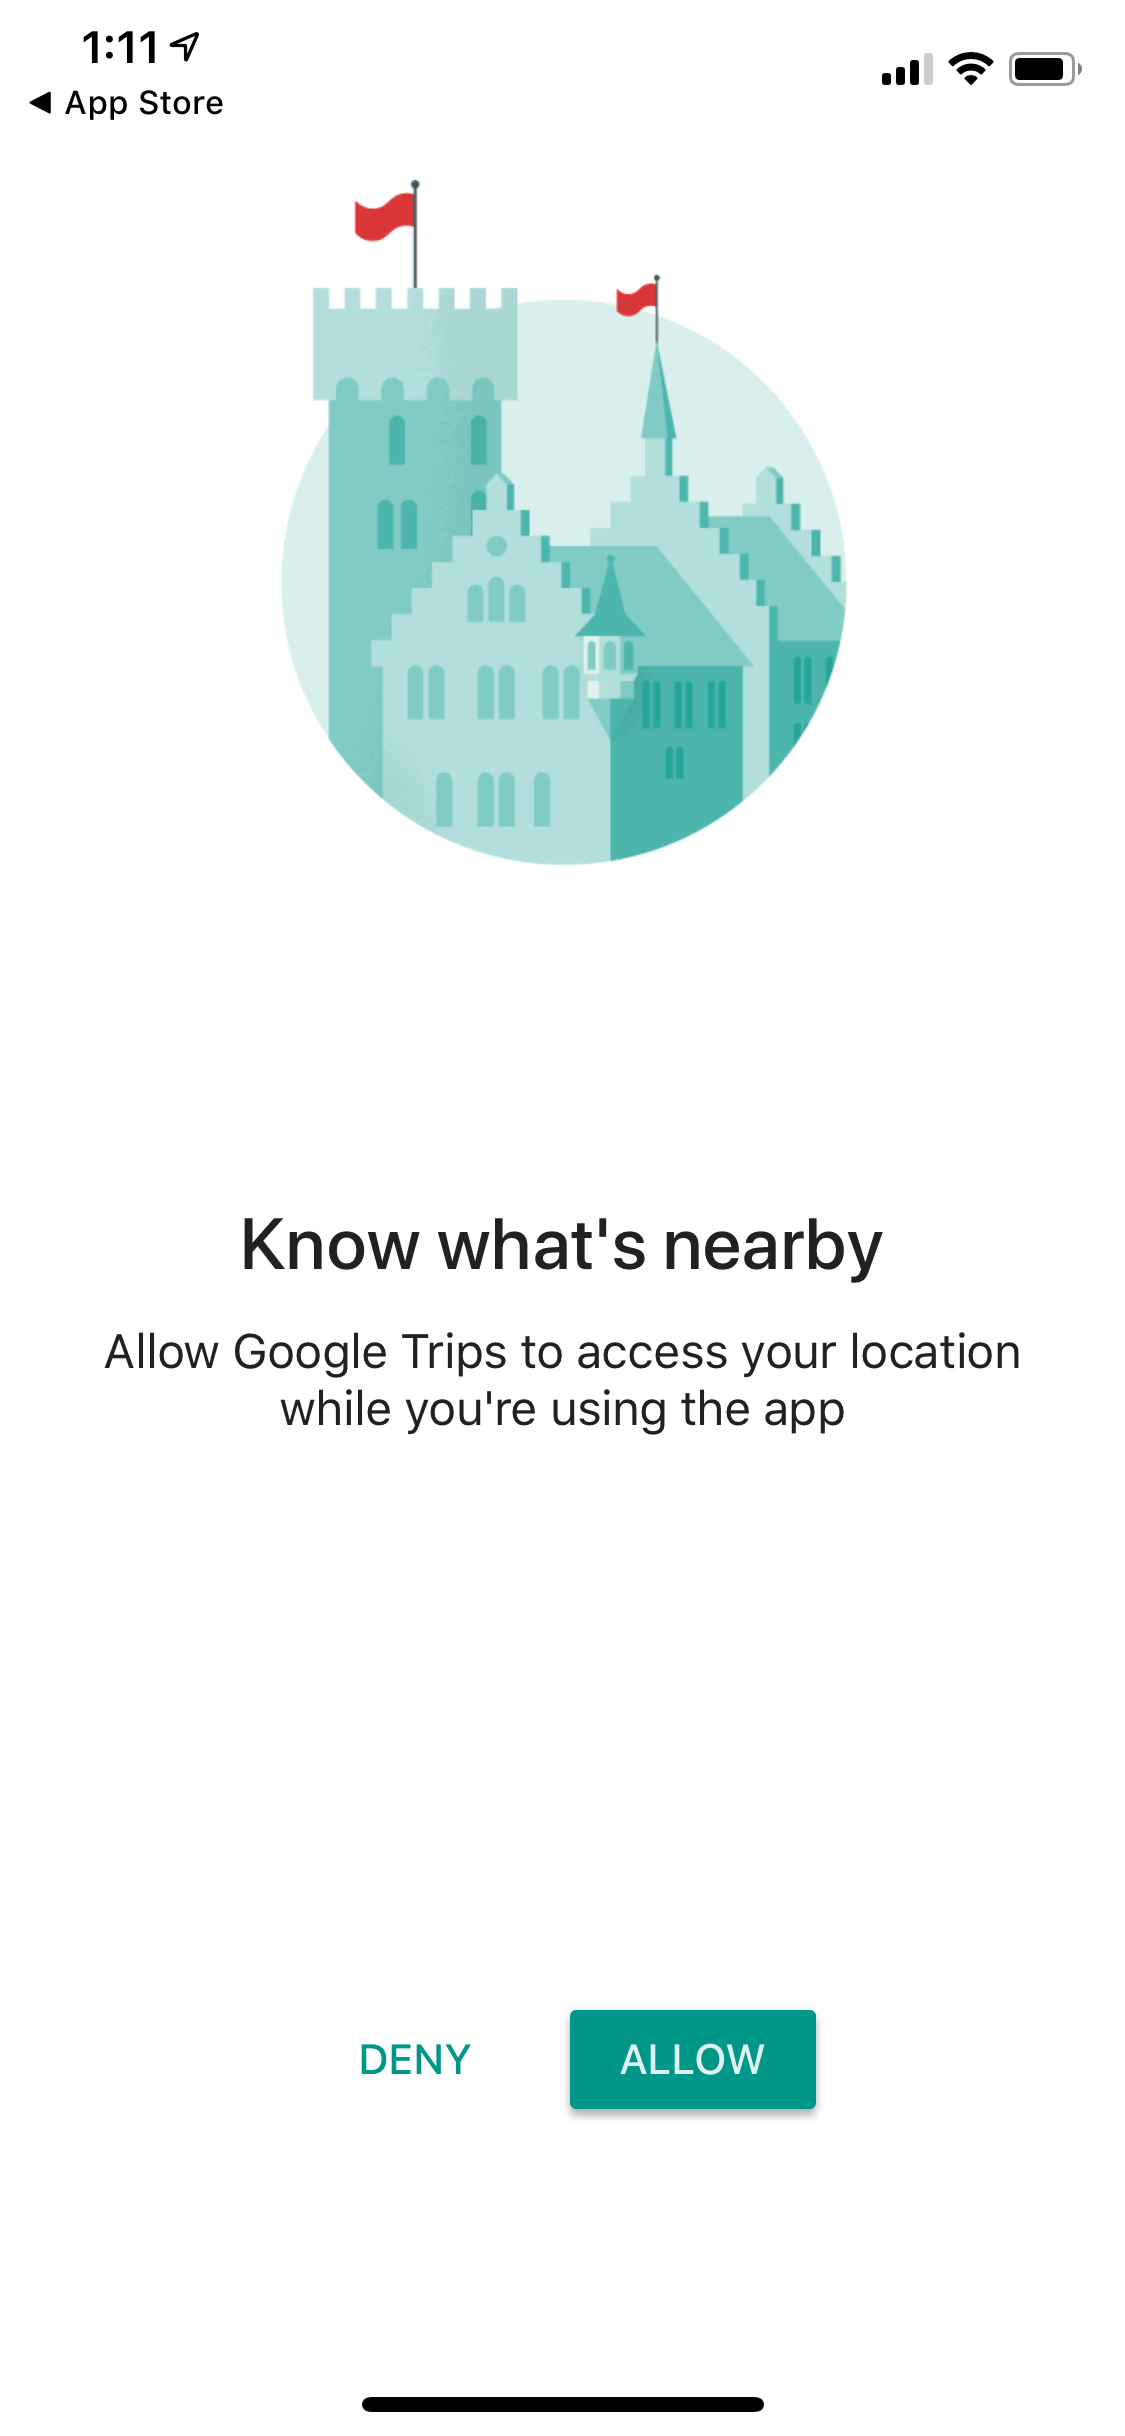 1:11
App Store
Know what's nearby
Allow Google Trips to access your location
while you're using the app
DENY
ALLOW